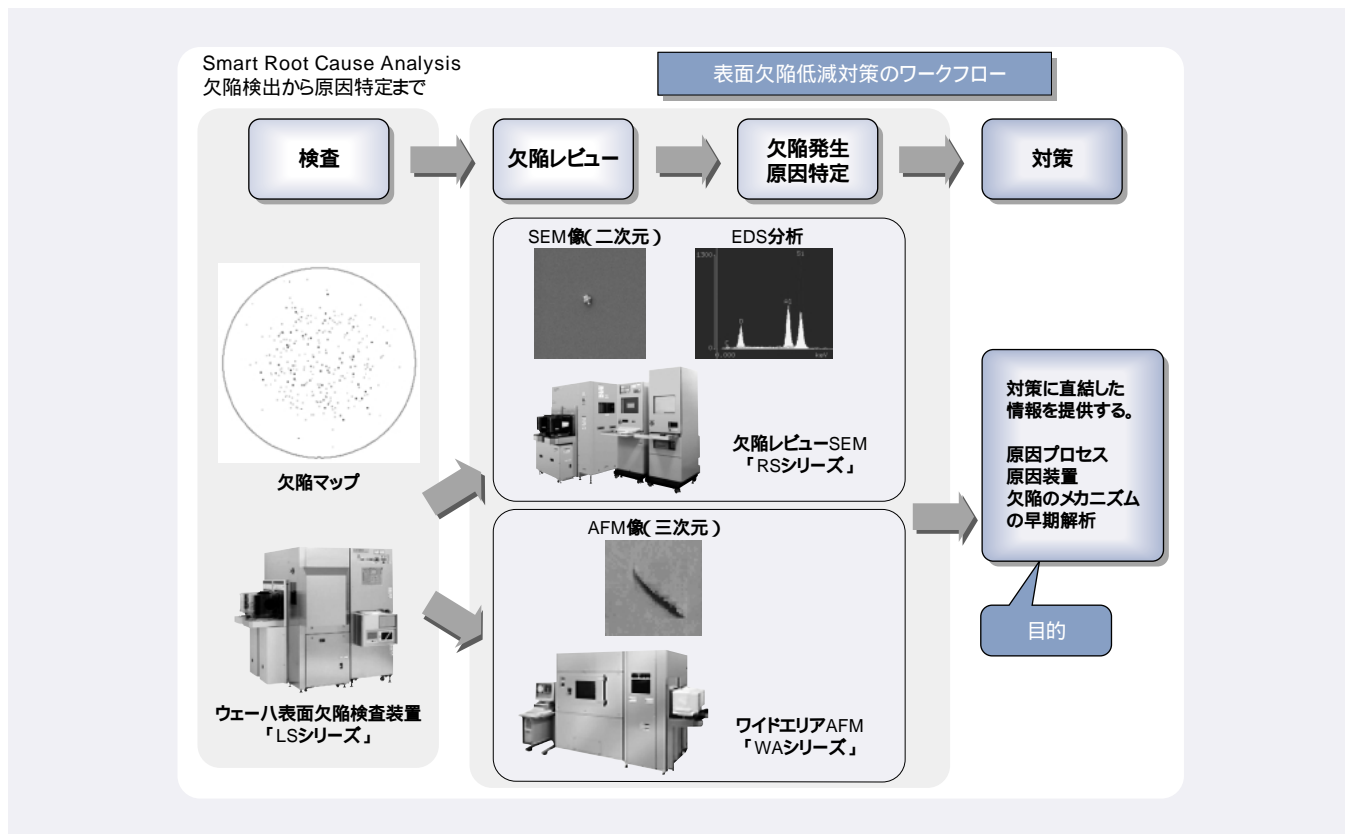 Smart Root Cause Analysis
欠陥検出から原因特定まで
表面欠陥低減対策のワークフロー
検査
欠陥レビュー
欠陥発生
原因特定
対策
SEM像(二次元)
EDS分析
1300
0
0.000
keV
欠陥マップ
欠陥レビューSEM
「RSシリーズ」
AFM像(三次元)
ウェーハ表面欠陥検査装置
「LSシリーズ」
ワイドエリアAFM
「WAシリーズ」
対策に直結した
情報を提供する。
原因プロセス
原因装置
欠陥のメカニズム
の早期解析
目的